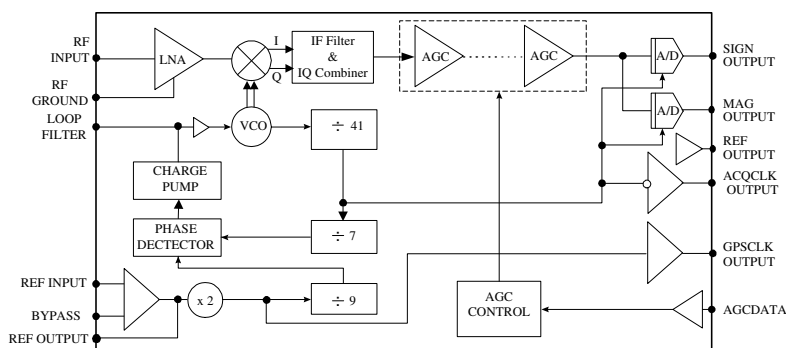 RF
INPUT
LNA
I
Q
IF Filter
&
IQ Combiner
AGC
AGC
A/D
SIGN
OUTPUT
RF
GROUND
LOOP
FILTER
VCO
÷ 41
A/D
MAG
OUTPUT
REF
OUTPUT
CHARGE
PUMP
ACQCLK
OUTPUT
PHASE
DECTECTOR
÷ 7
GPSCLK
OUTPUT
REF INPUT
x 2
÷ 9
AGC
CONTROL
AGCDATA
BYPASS
REF OUTPUT